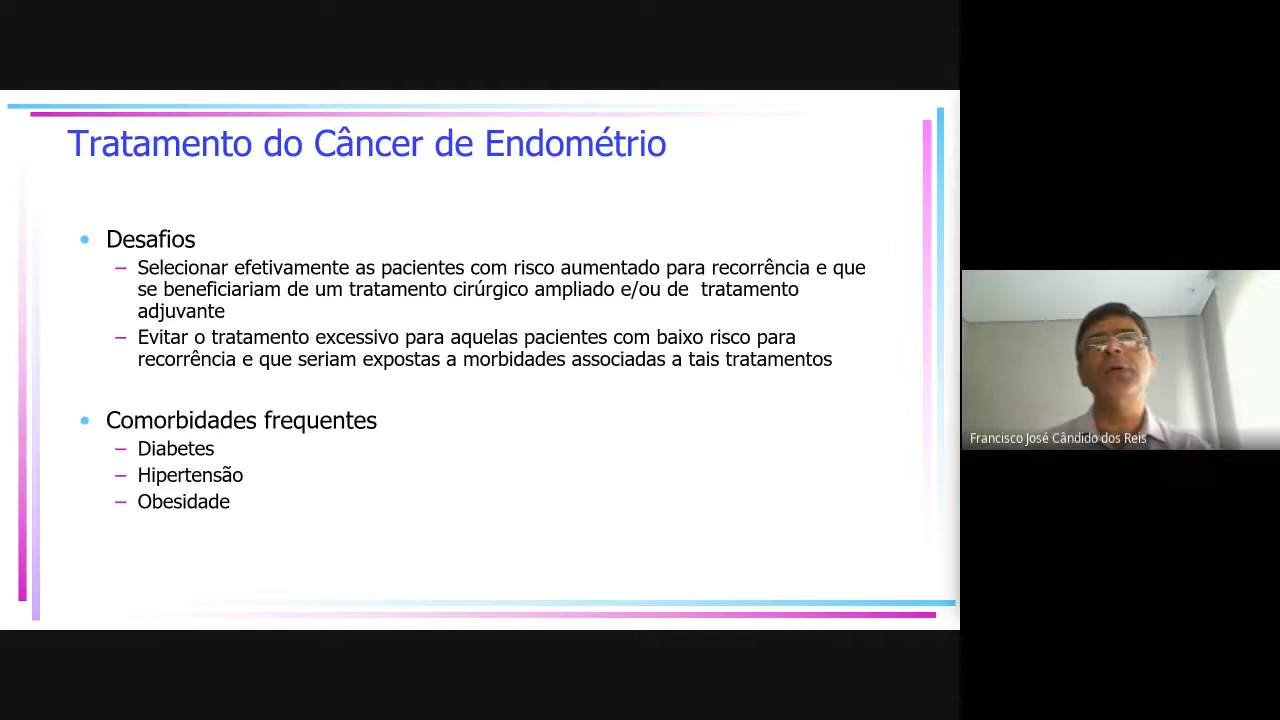 Tratamento do Câncer de Endométrio
• Desafios
– Selecionar efetivamente as pacientes com risco aumentado para recorrência e que
se beneficiariam de um tratamento cirúrgico ampliado e/ou de tratamento
adjuvante
– Evitar o tratamento excessivo para aquelas pacientes com baixo risco para
recorrência e que seriam expostas a morbidades associadas a tais tratamentos
• Comorbidades frequentes
– Diabetes
– Hipertensão
– Obesidade
Francisco José Cândido dos Reis